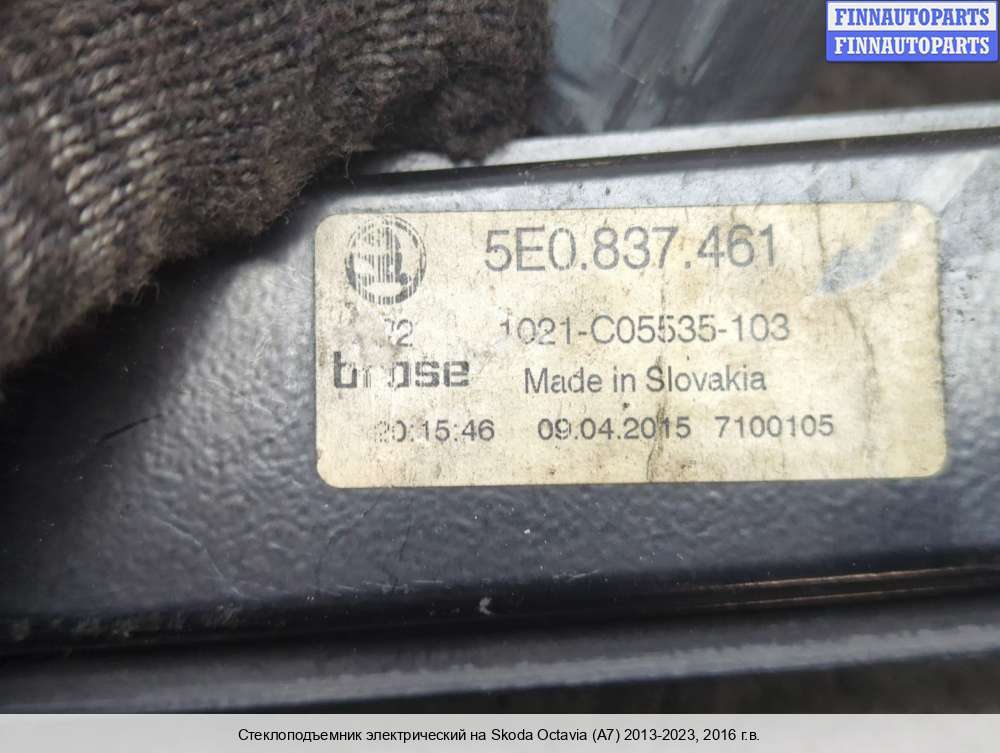 FINNAUTOPARTS
FINNAUTOPARTS
5E0.837.461
72 1021-C05535-103
brose Made in Slovakia
20:15:46 09.04.2015 7100105
Стеклоподъемник электрический на Skoda Octavia (A7) 2013-2023, 2016 г.в.